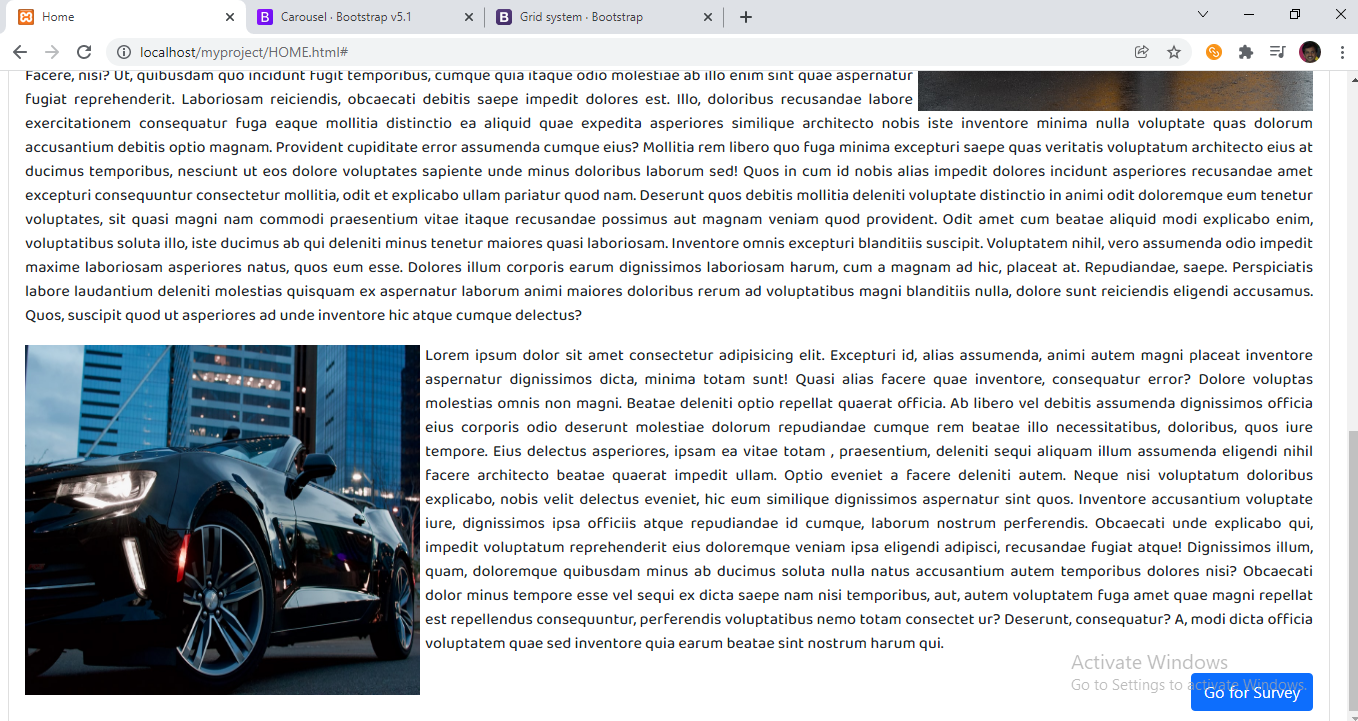 Home
Carousel · Bootstrap v5.1
Grid system · Bootstrap
localhost/myproject/HOME.html#
Facere, nisi? Ut, quibusdam quo incidunt fugit temporibus, cumque quia itaque odio molestiae ab illo enim sint quae aspernatur
fugiat reprehenderit. Laboriosam reiciendis, obcaecati debitis saepe impedit dolores est. Illo, doloribus recusandae labore
exercitationem consequatur fuga eaque mollitia distinctio ea aliquid quae expedita asperiores similique architecto nobis iste inventore minima nulla voluptate quas dolorum
accusantium debitis optio magnam. Provident cupiditate error assumenda cumque eius? Mollitia rem libero quo fuga minima excepturi saepe quas veritatis voluptatum architecto eius at
ducimus temporibus, nesciunt ut eos dolore voluptates sapiente unde minus doloribus laborum sed! Quos in cum id nobis alias impedit dolores incidunt asperiores recusandae amet
excepturi consequuntur consectetur mollitia, odit et explicabo ullam pariatur quod nam. Deserunt quos debitis mollitia deleniti voluptate distinctio in animi odit doloremque eum tenetur
voluptates, sit quasi magni nam commodi praesentium vitae itaque recusandae possimus aut magnam veniam quod provident. Odit amet cum beatae aliquid modi explicabo enim,
voluptatibus soluta illo, iste ducimus ab qui deleniti minus tenetur maiores quasi laboriosam. Inventore omnis excepturi blanditiis suscipit. Voluptatem nihil, vero assumenda odio impedit
maxime laboriosam asperiores natus, quos eum esse. Dolores illum corporis earum dignissimos laboriosam harum, cum a magnam ad hic, placeat at. Repudiandae, saepe. Perspiciatis
labore laudantium deleniti molestias quisquam ex aspernatur laborum animi maiores doloribus rerum ad voluptatibus magni blanditiis nulla, dolore sunt reiciendis eligendi accusamus.
Quos, suscipit quod ut asperiores ad unde inventore hic atque cumque delectus?
Lorem ipsum dolor sit amet consectetur adipisicing elit. Excepturi id, alias assumenda, animi autem magni placeat inventore
aspernatur dignissimos dicta, minima totam sunt! Quasi alias facere quae inventore, consequatur error? Dolore voluptas
molestias omnis non magni. Beatae deleniti optio repellat quaerat officia. Ab libero vel debitis assumenda dignissimos officia
eius corporis odio deserunt molestiae dolorum repudiandae cumque rem beatae illo necessitatibus, doloribus, quos iure
tempore. Eius delectus asperiores, ipsam ea vitae totam , praesentium, deleniti sequi aliquam illum assumenda eligendi nihil
facere architecto beatae quaerat impedit ullam. Optio eveniet a facere deleniti autem. Neque nisi voluptatum doloribus
explicabo, nobis velit delectus eveniet, hic eum similique dignissimos aspernatur sint quos. Inventore accusantium voluptate
iure, dignissimos ipsa officiis atque repudiandae id cumque, laborum nostrum perferendis. Obcaecati unde explicabo qui,
impedit voluptatum reprehenderit eius doloremque veniam ipsa eligendi adipisci, recusandae fugiat atque! Dignissimos illum,
quam, doloremque quibusdam minus ab ducimus soluta nulla natus accusantium autem temporibus dolores nisi? Obcaecati
dolor minus tempore esse vel sequi ex dicta saepe nam nisi temporibus, aut, autem voluptatem fuga amet quae magni repellat
est repellendus consequuntur, perferendis voluptatibus nemo totam consectet ur? Deserunt, consequatur? A, modi dicta officia
voluptatem quae sed inventore quia earum beatae sint nostrum harum qui.
Activate Windows
Go to Settings to activate Windows.
Go for Survey